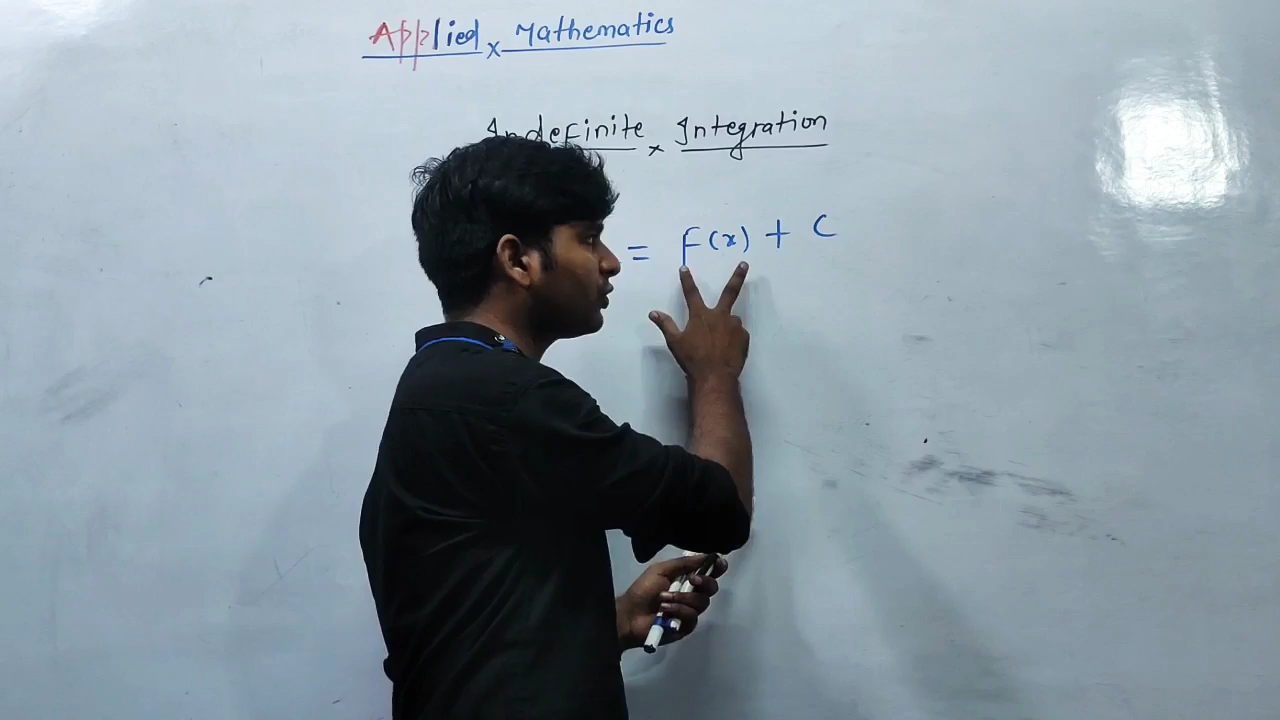 Applied x Mathematics
Indefinite x Integration
= F(x) + C